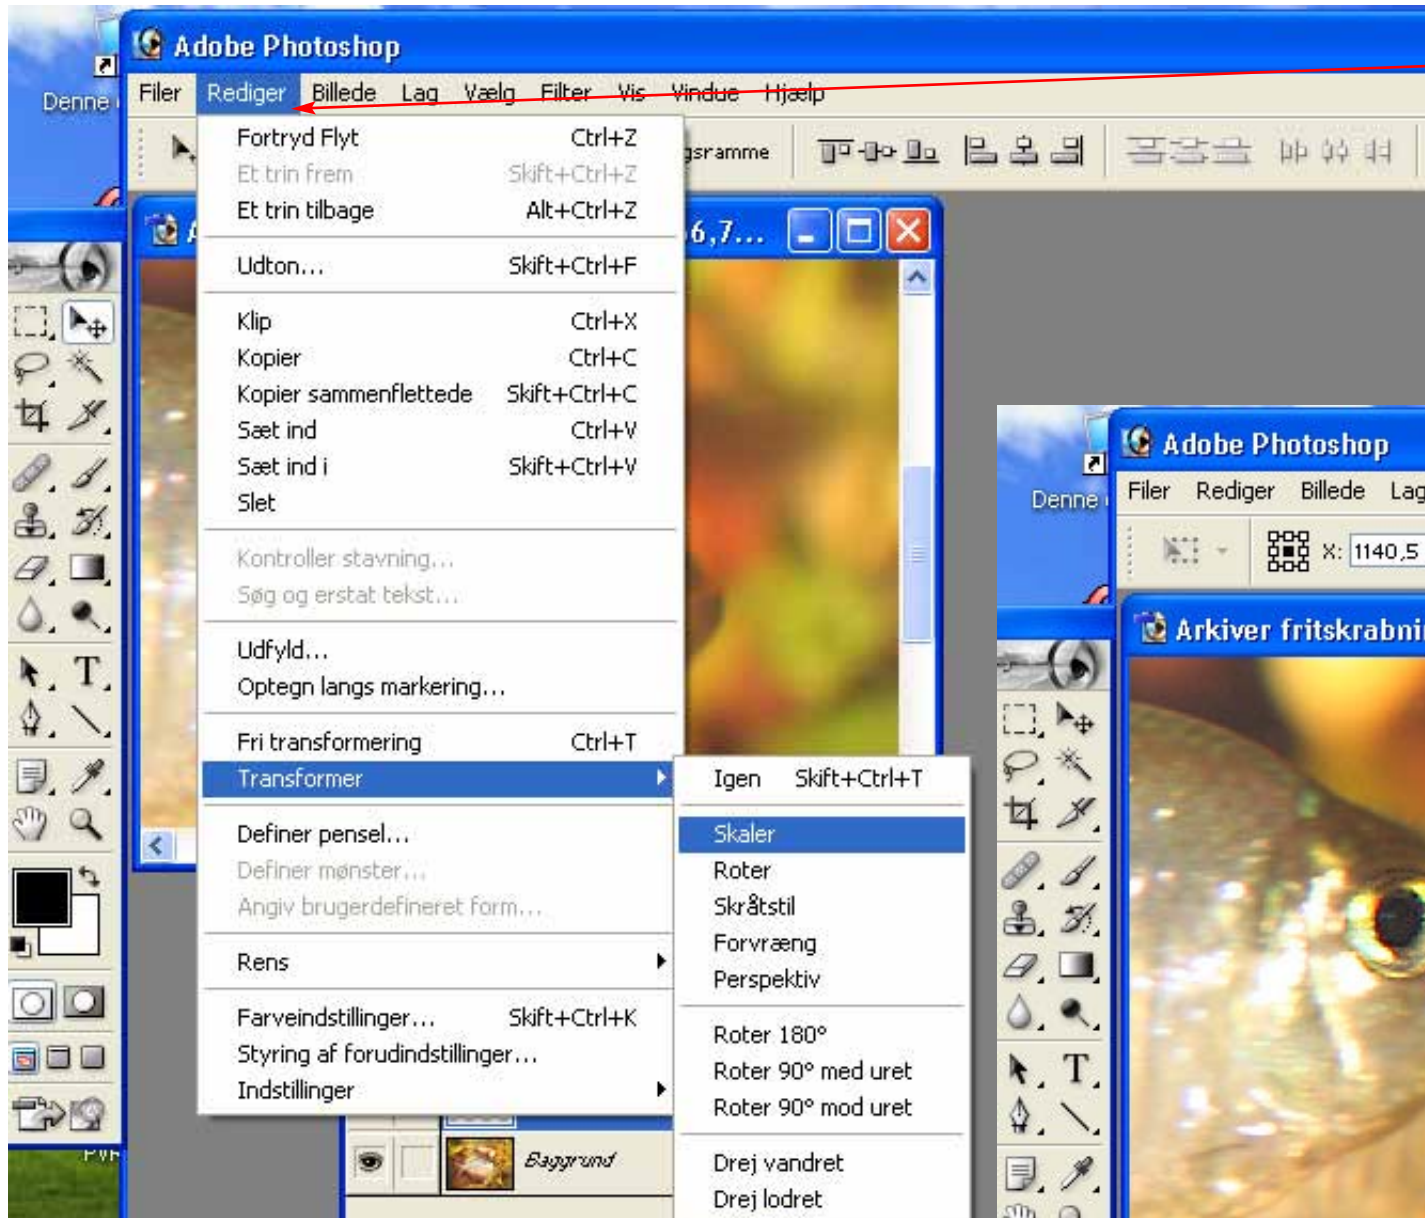 Adobe Photoshop
Denne
Filer Rediger Billede Lag Vælg Filter Vis Vindue Hjælp
gsramme
6,7...
Fortryd Flyt Ctrl+Z
Et trin frem Skift+Ctrl+Z
Et trin tilbage Alt+Ctrl+Z
Udton... Skift+Ctrl+F
Klip Ctrl+X
Kopier Ctrl+C
Kopier sammenflettede Skift+Ctrl+C
Sæt ind Ctrl+V
Sæt ind i Skift+Ctrl+V
Slet
Kontroller stavning...
Søg og erstat tekst...
Udfyld...
Optegn langs markering...
Fri transformering Ctrl+T
Transformer
Definer pensel...
Definer mønster...
Angiv brugerdefineret form...
Rens
Farveindstillinger... Skift+Ctrl+K
Styring af forudindstillinger...
Indstillinger
Igen Skift+Ctrl+T
Skaler
Roter
Skråtstil
Forvræng
Perspektiv
Roter 180°
Roter 90° med uret
Roter 90° mod uret
Drej vandret
Drej lodret
Baggrund
Adobe Photoshop
Denne
Filer Rediger Billede Lag
X: 1140,5
Arkiver fritskrabni